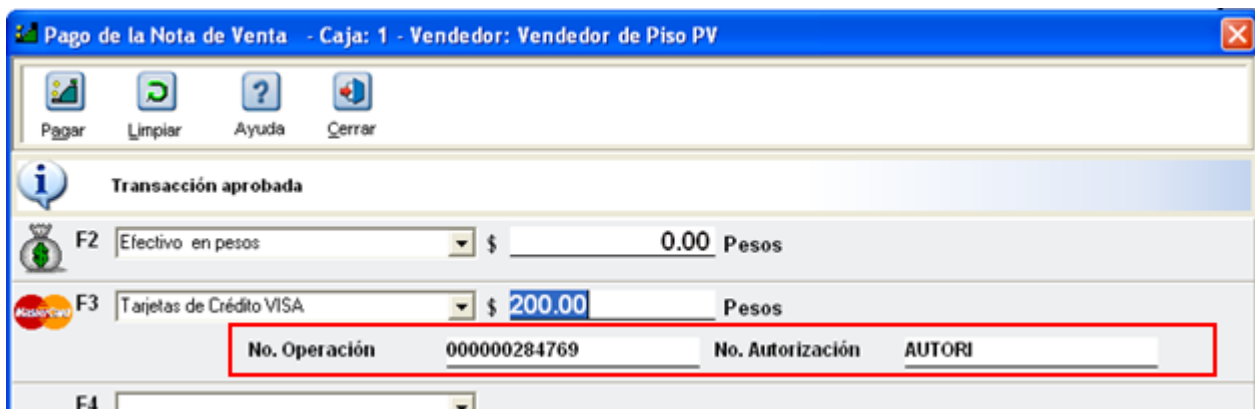 Pago de la Nota de Venta - Caja: 1 - Vendedor: Vendedor de Piso PV
Pagar Limpiar Ayuda Cerrar
Transacción aprobada
F2 Efectivo en pesos $ 0.00 Pesos
MasterCard F3 Tarjetas de Crédito VISA $ 200.00 Pesos
No. Operación 000000284769 No. Autorización AUTORI
F4